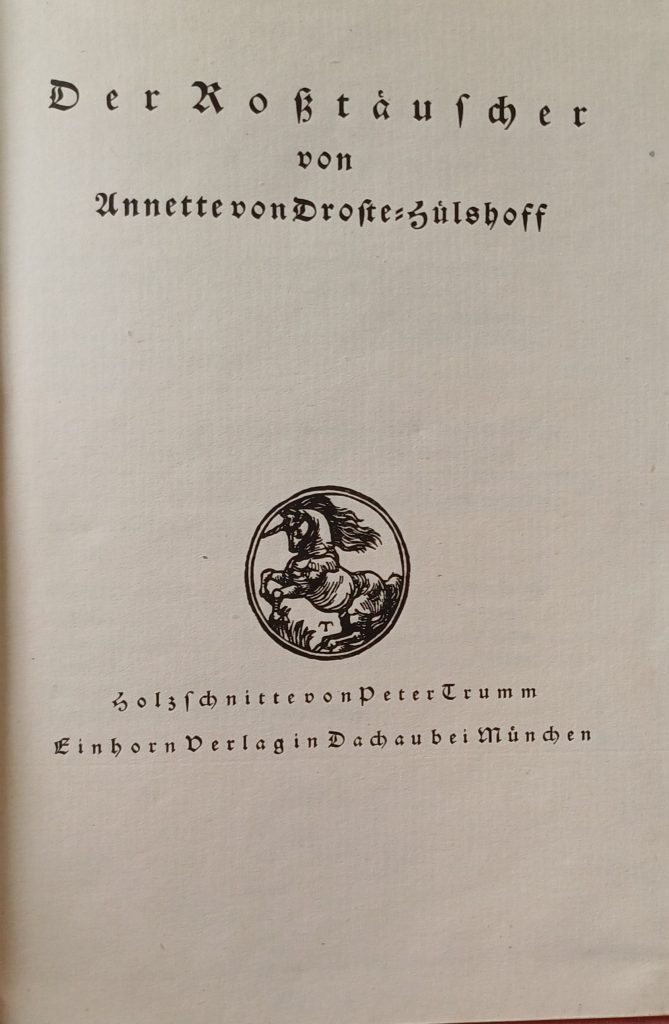 Der Roßtäuſcher
von
Annette von Droſte-Hülshoff
T
Holzſchnitte von Peter Trumm
Einhorn Verlag in Dachau bei München